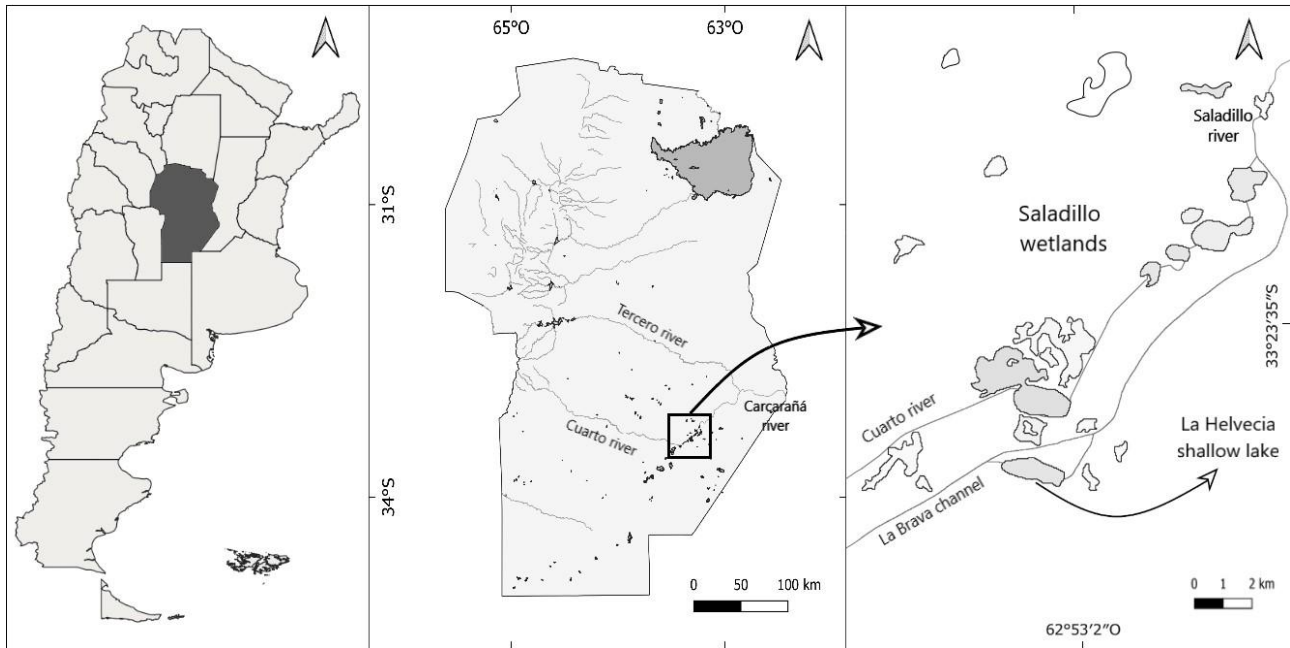 65°O
63°O
31°S
34°S
Tercero river
Cuarto river
Carcarañá
river
0 50 100 km
Saladillo
river
Saladillo
wetlands
33°23'35"S
Cuarto river
La Brava channel
La Helvecia
shallow lake
0 1 2 km
62°53'2"O